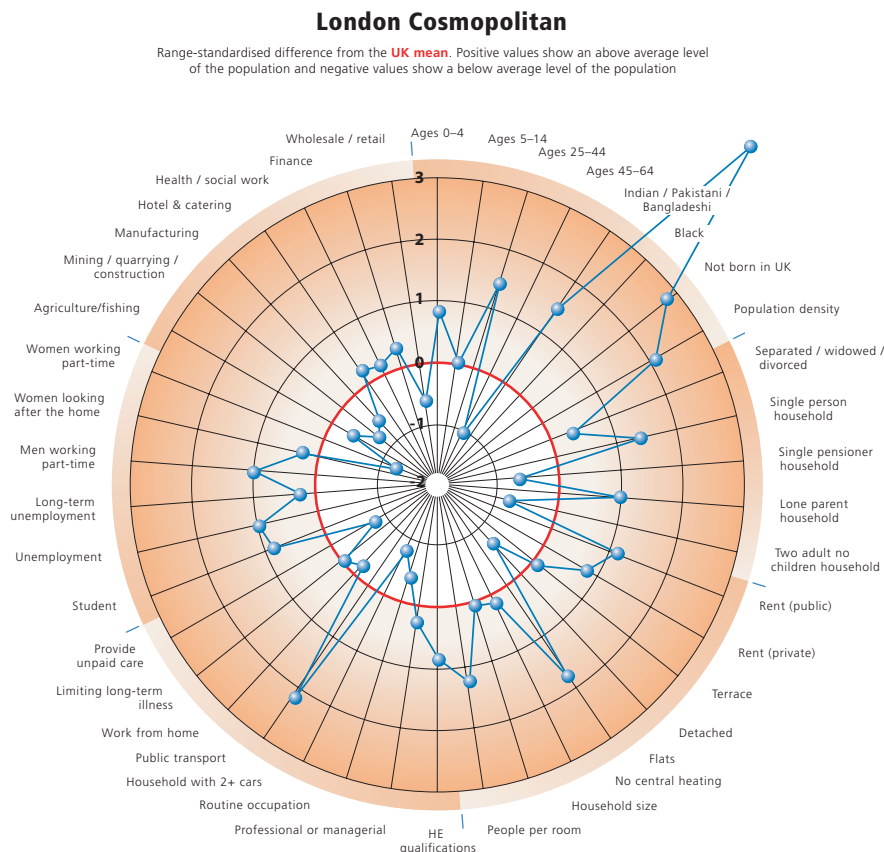 London Cosmopolitan
Range-standardised difference from the UK mean. Positive values show an above average level
of the population and negative values show a below average level of the population
Ages 0–4
Ages 5–14
Ages 25–44
Ages 45–64
Indian / Pakistani /
Bangladeshi
Black
Not born in UK
Population density
Separated / widowed /
divorced
Single person
household
Single pensioner
household
Lone parent
household
Two adult no
children household
Rent (public)
Rent (private)
Terrace
Detached
Flats
No central heating
Household size
People per room
HE
qualifications
Professional or managerial
Routine occupation
Household with 2+ cars
Public transport
Work from home
Limiting long-term
illness
Provide
unpaid care
Student
Unemployment
Long-term
unemployment
Men working
part-time
Women looking
after the home
Women working
part-time
Agriculture/fishing
Mining / quarrying /
construction
Manufacturing
Hotel & catering
Health / social work
Finance
Wholesale / retail
3
2
1
0
-1
-2